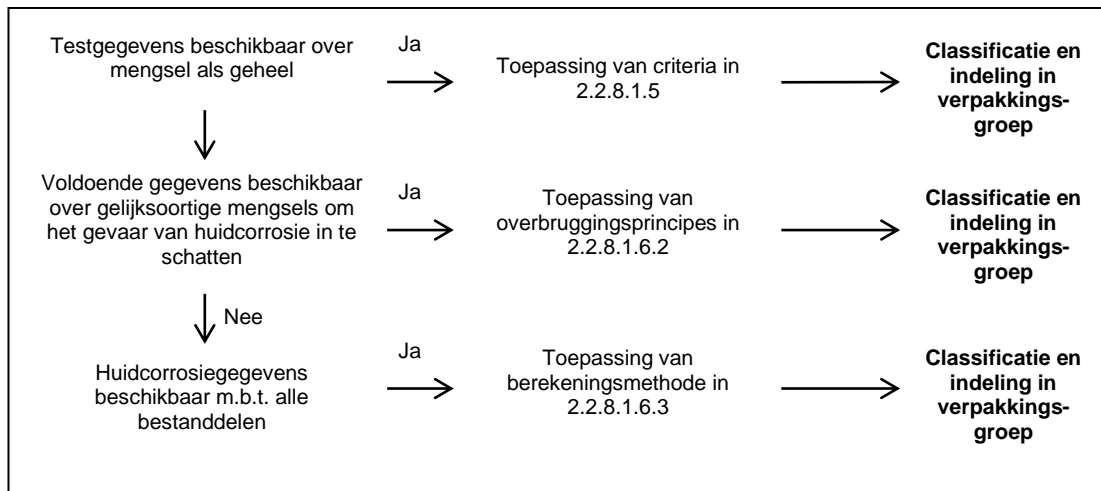 Testgegevens beschikbaar over
mengsel als geheel
Ja
Toepassing van criteria in
2.2.8.1.5
Classificatie en
indeling in
verpakkings-
groep
Voldoende gegevens beschikbaar
over gelijksoortige mengsels om
het gevaar van huidcorrosie in te
schatten
Ja
Toepassing van
overbruggingsprincipes in
2.2.8.1.6.2
Classificatie en
indeling in
verpakkings-
groep
Nee
Huidcorrosiegegevens
beschikbaar m.b.t. alle
bestanddelen
Ja
Toepassing van
berekeningsmethode in
2.2.8.1.6.3
Classificatie en
indeling in
verpakkings-
groep